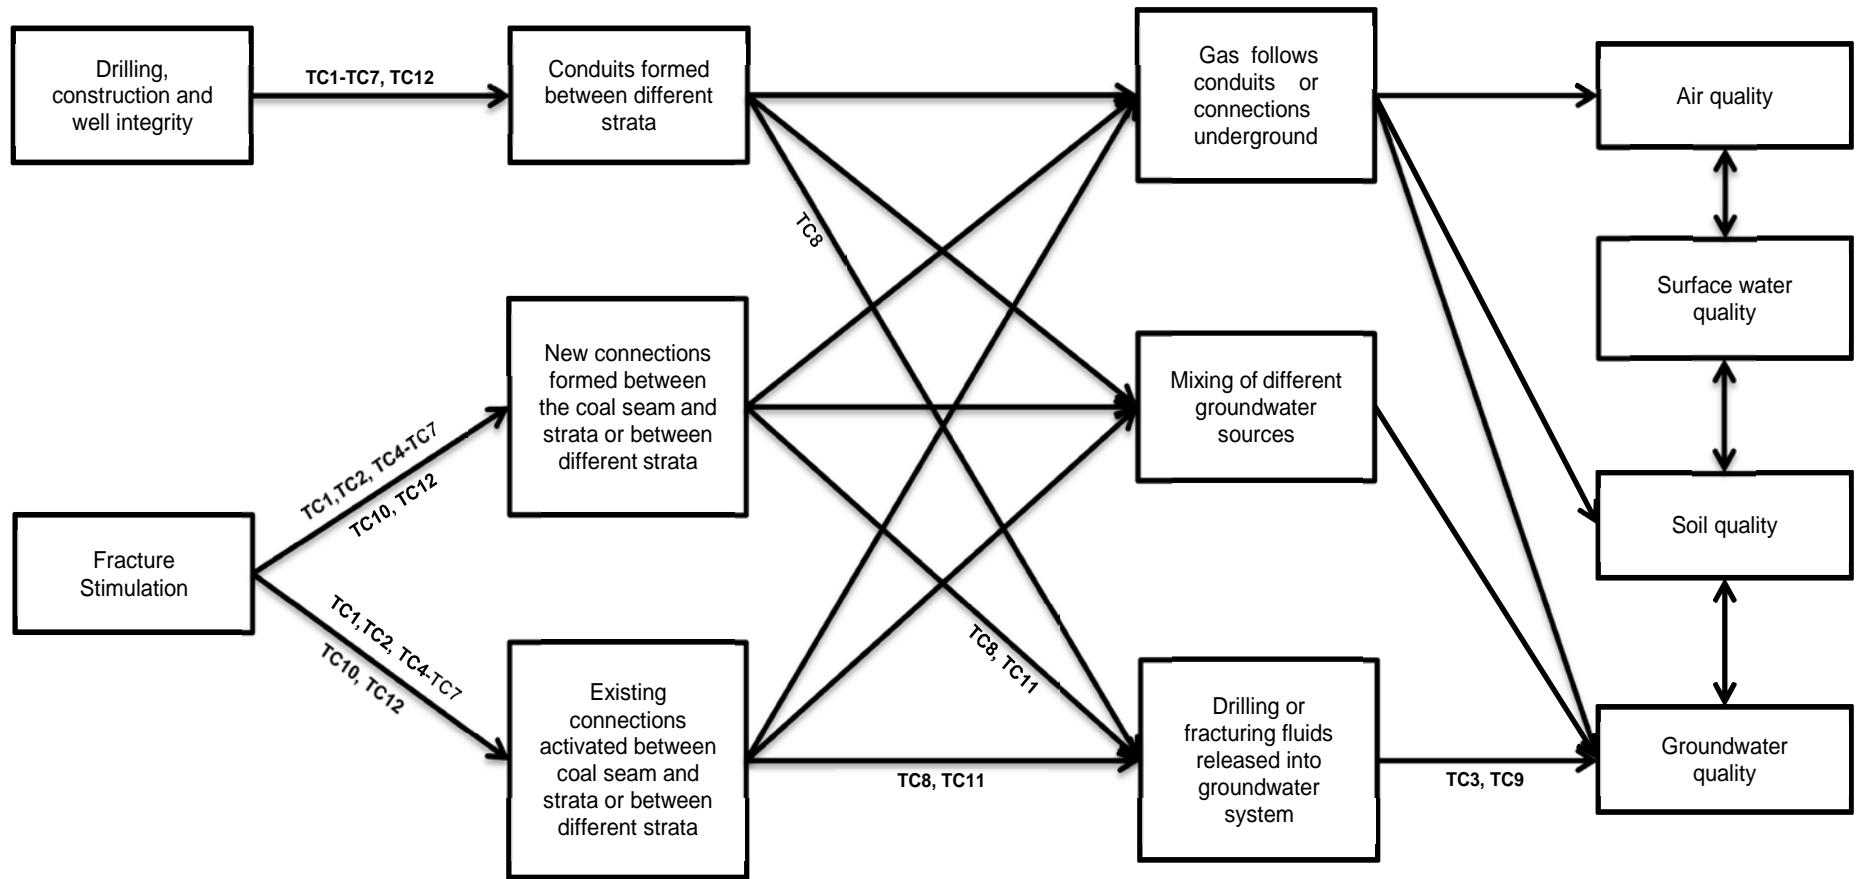 Drilling,
construction and
well integrity
TC1-TC7, TC12
Conduits formed
between different
strata
Gas follows
conduits or
connections
underground
Air quality
TC8
Surface water
quality
New connections
formed between
the coal seam and
strata or between
different strata
Mixing of different
groundwater
sources
TC1,TC2, TC4-TC7
TC10, TC12
Soil quality
Fracture
Stimulation
TC1,TC2, TC4-TC7
TC10, TC12
TC8, TC11
Existing
connections
activated between
coal seam and
strata or between
different strata
TC8, TC11
Drilling or
fracturing fluids
released into
groundwater
system
TC3, TC9
Groundwater
quality